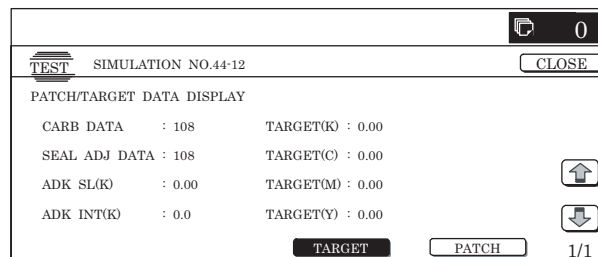 0
TEST SIMULATION NO.44-12 CLOSE
PATCH/TARGET DATA DISPLAY
CARB DATA : 108 TARGET(K) : 0.00
SEAL ADJ DATA : 108 TARGET(C) : 0.00
ADK SL(K) : 0.00 TARGET(M) : 0.00
ADK INT(K) : 0.0 TARGET(Y) : 0.00
TARGET PATCH 1/1